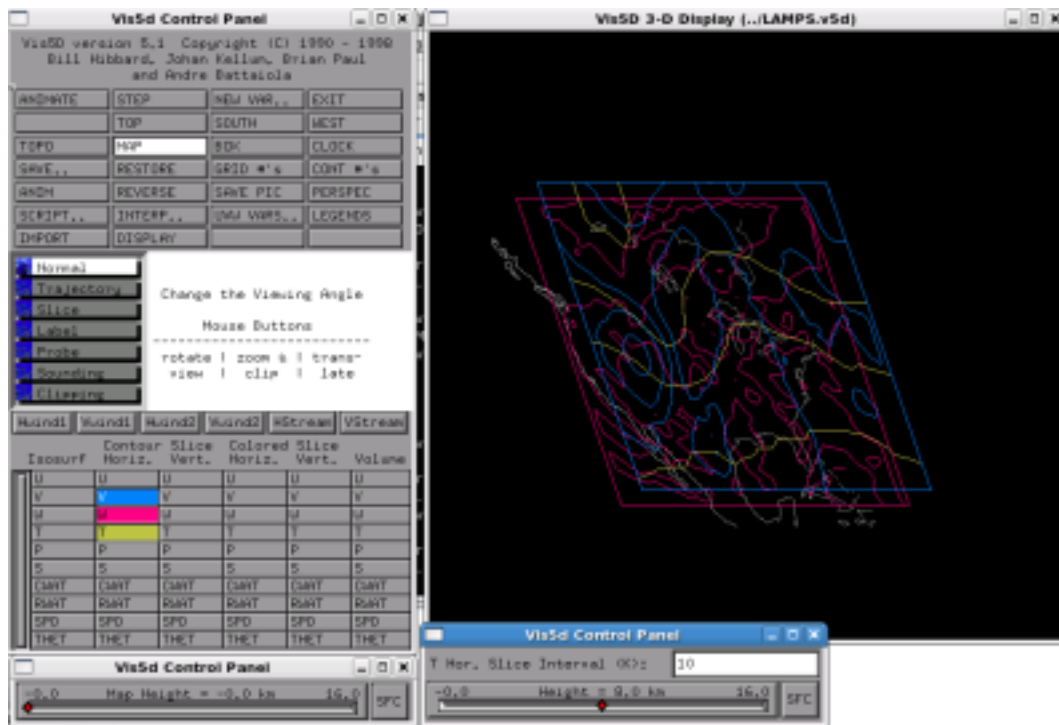 Vis5d Control Panel
Vis5D version 5.1 Copyright (C) 1990 - 1998
Bill Hibbard, Johan Kellum, Brian Paul
and Andre Battaiola
ANIMATE STEP NEW VAR.. EXIT
TOP SOUTH WEST
TOPO MAP BOX CLOCK
SAVE.. RESTORE GRID #'s CONT #'s
ANIM REVERSE SAVE PIC PERSPEC
SCRIPT.. INTERP.. UVW VARS.. LEGENDS
IMPORT DISPLAY
Normal
Trajectory
Slice
Label
Probe
Sounding
Clipping
Change the Viewing Angle
Mouse Buttons
rotate | zoom & | trans-
view | clip | late
Hwind1 Vwind1 Hwind2 Vwind2 HStream VStream
Contour Slice Colored Slice
Isosurf Horiz. Vert. Horiz. Vert. Volume
U U U U U U
V V V V V V
W W W W W W
T T T T T T
P P P P P P
S S S S S S
CWAT CWAT CWAT CWAT CWAT CWAT
RWAT RWAT RWAT RWAT RWAT RWAT
SPD SPD SPD SPD SPD SPD
THET THET THET THET THET THET
Vis5d Control Panel
-0.0 Map Height = -0.0 km 16.0 SFC
Vis5D 3-D Display (../LAMPS.v5d)
Vis5d Control Panel
T Hor. Slice Interval (K): 10
-0.0 Height = 8.0 km 16.0 SFC